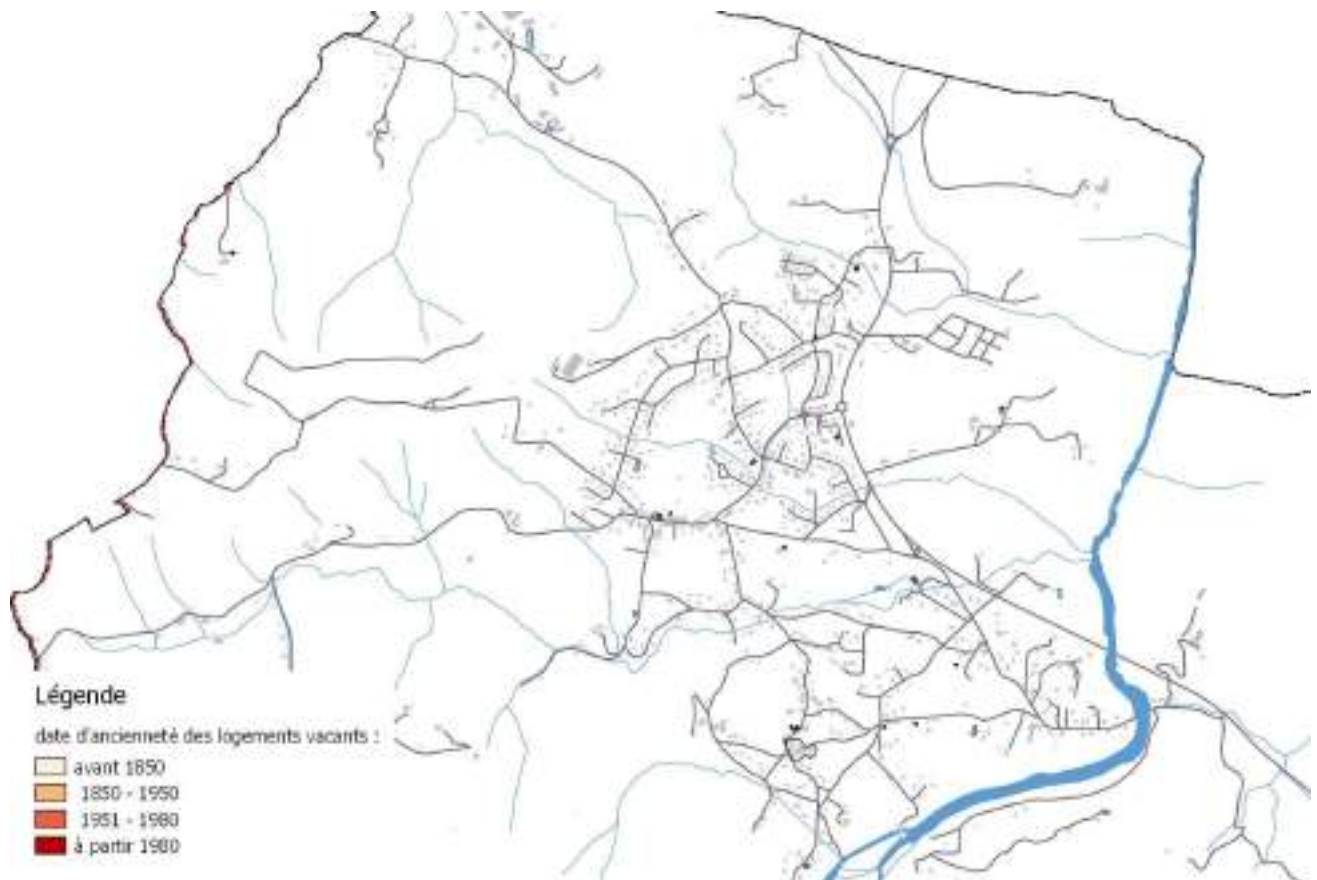 Légende
date d'ancienneté des logements vacants :
avant 1850
1850 - 1950
1951 - 1980
à partir 1980